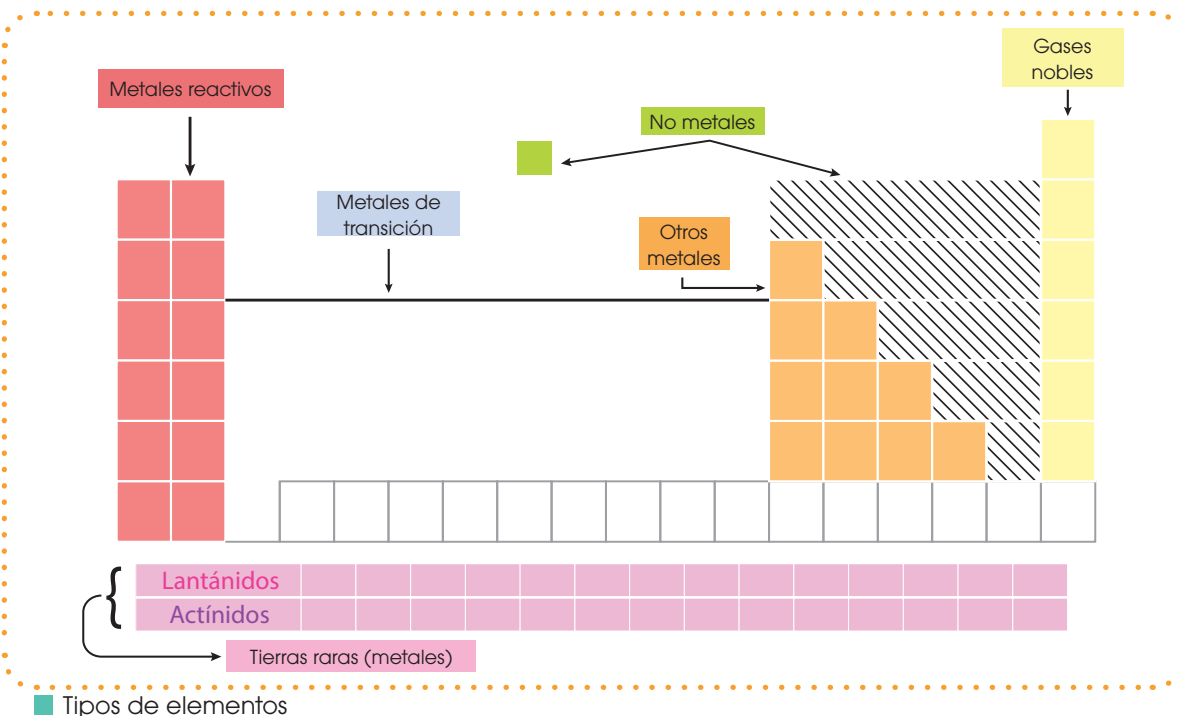 Gases
nobles
Metales reactivos
No metales
Metales de
transición
Otros
metales
Lantánidos
Actínidos
Tierras raras (metales)
Tipos de elementos